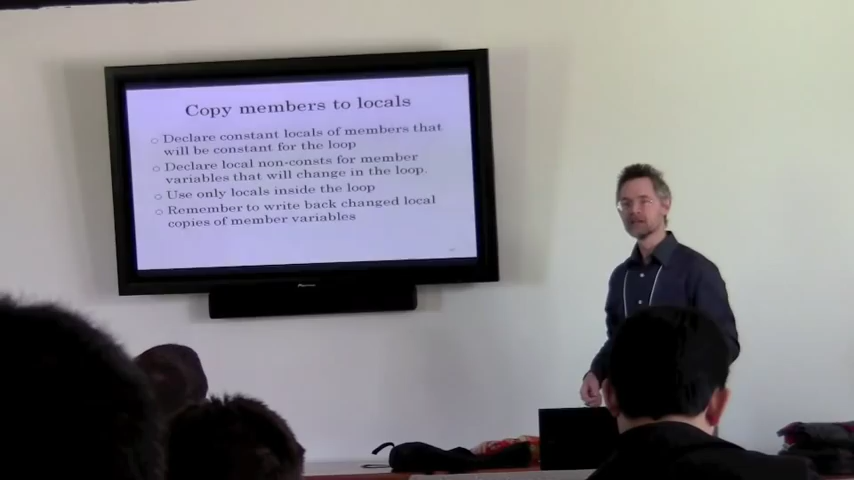 Copy members to locals
○ Declare constant locals of members that
will be constant for the loop
○ Declare local non-consts for member
variables that will change in the loop.
○ Use only locals inside the loop
○ Remember to write back changed local
copies of member variables